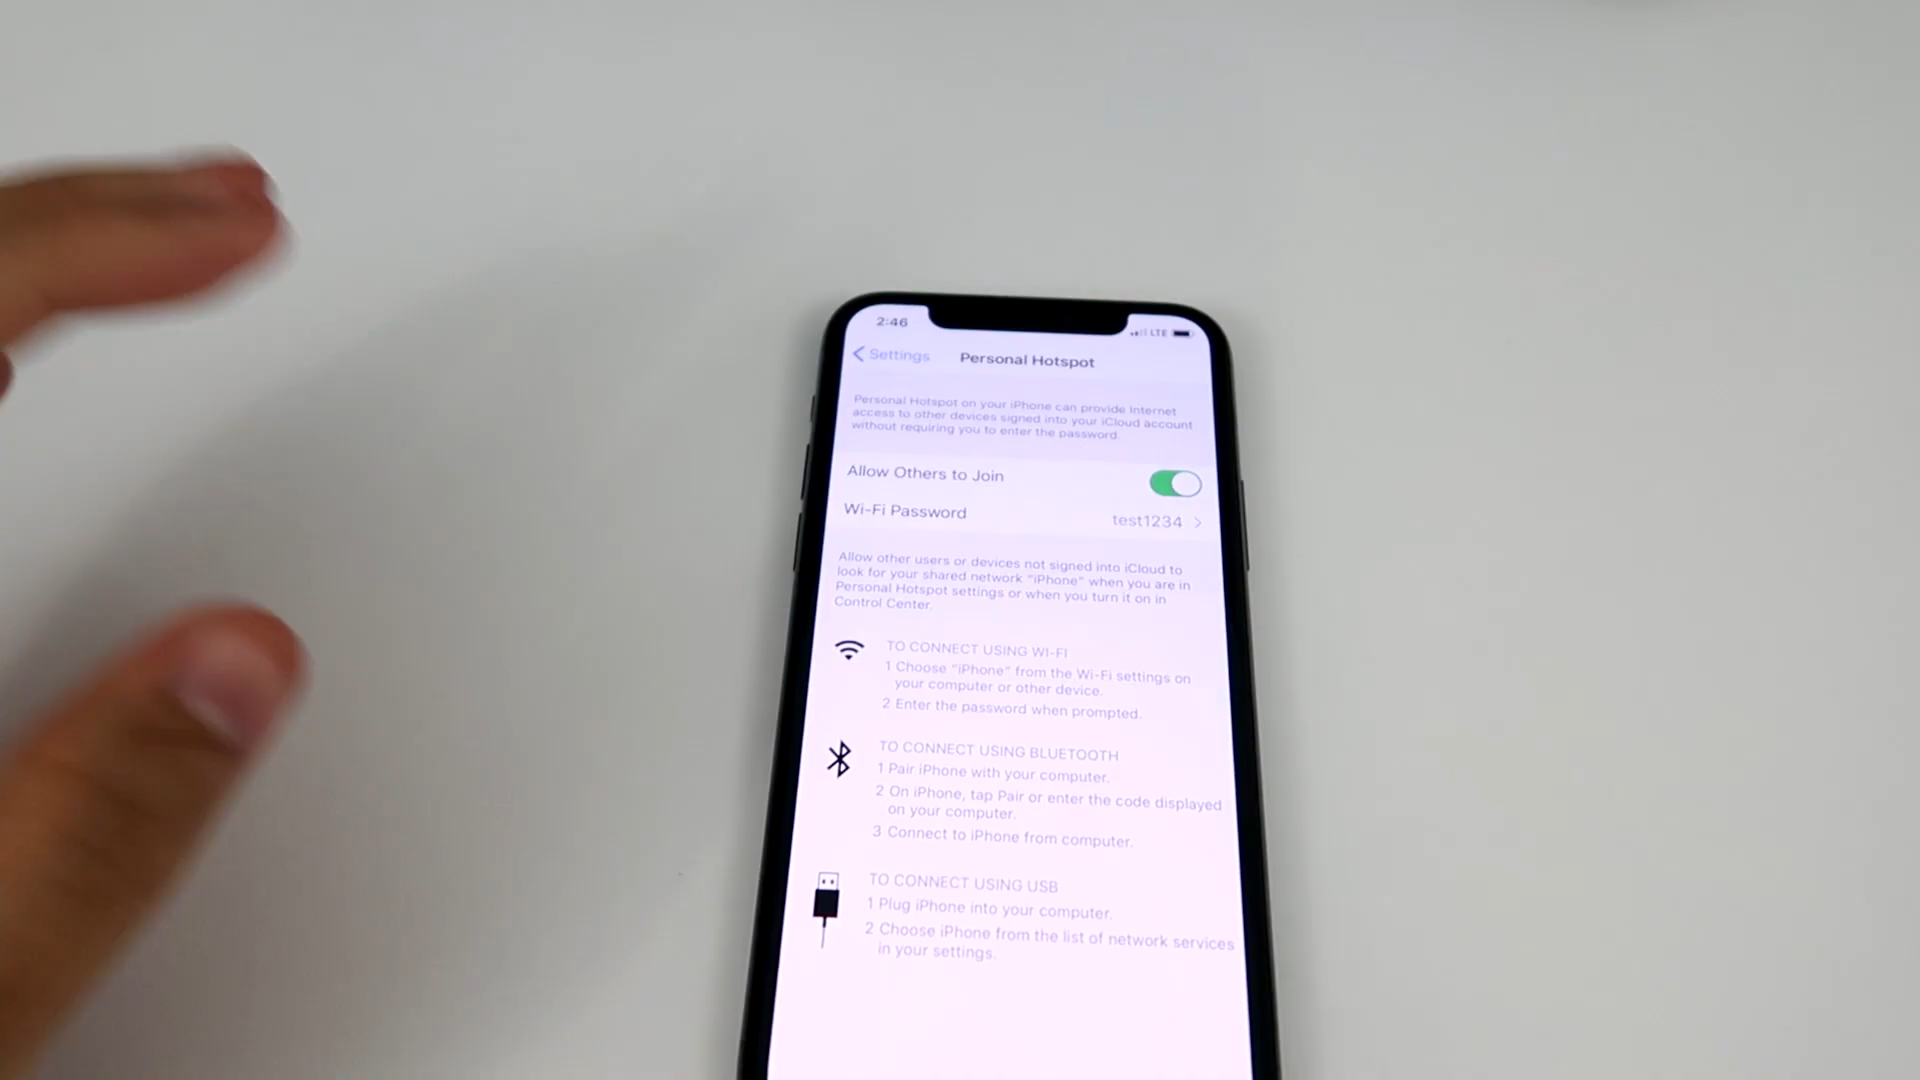 2:46
LTE
Settings
Personal Hotspot
Personal Hotspot on your iPhone can provide Internet
access to other devices signed into your iCloud account
without requiring you to enter the password.
Allow Others to Join
Wi-Fi Password
test1234
Allow other users or devices not signed into iCloud to
look for your shared network "iPhone" when you are in
Personal Hotspot settings or when you turn it on in
Control Center.
TO CONNECT USING WI-FI
1 Choose "iPhone" from the Wi-Fi settings on
your computer or other device.
2 Enter the password when prompted.
TO CONNECT USING BLUETOOTH
1 Pair iPhone with your computer.
2 On iPhone, tap Pair or enter the code displayed
on your computer.
3 Connect to iPhone from computer.
TO CONNECT USING USB
1 Plug iPhone into your computer.
2 Choose iPhone from the list of network services
in your settings.